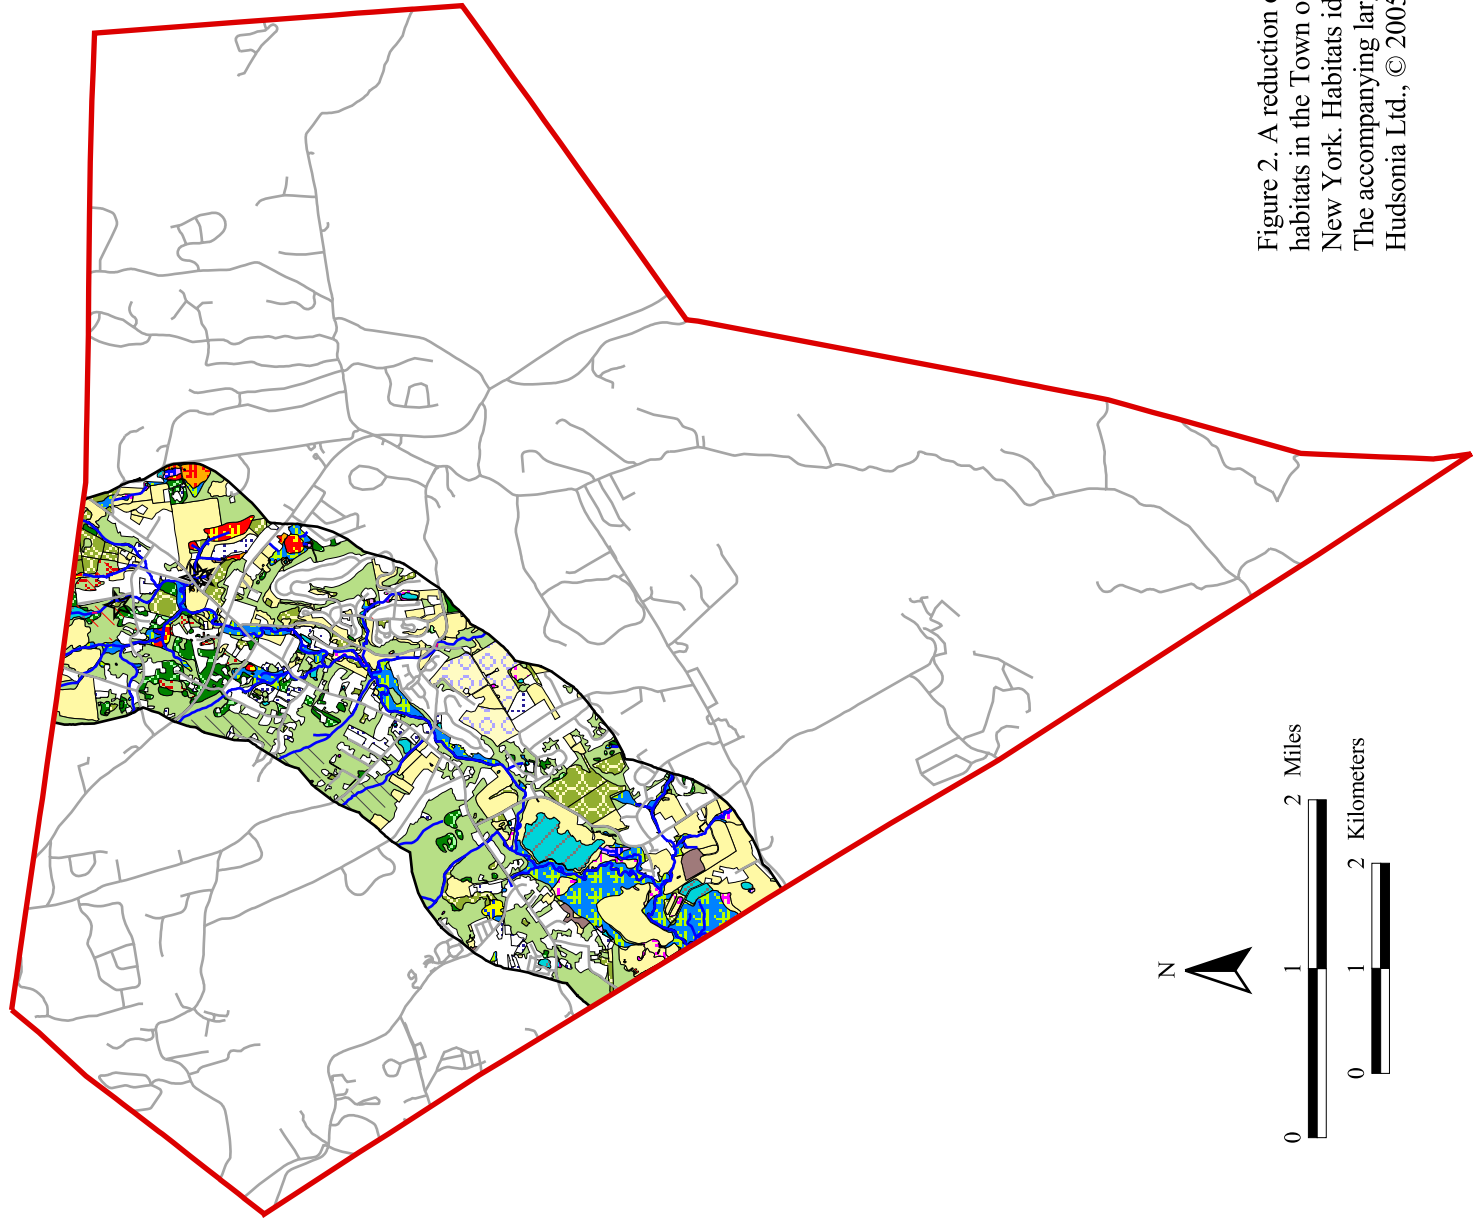 Figure 2. A reduction
habitats in the Town o
New York. Habitats id
The accompanying lar
Hudsonia Ltd., © 2005
N
0 1 2 Miles
0 1 2 Kilometers